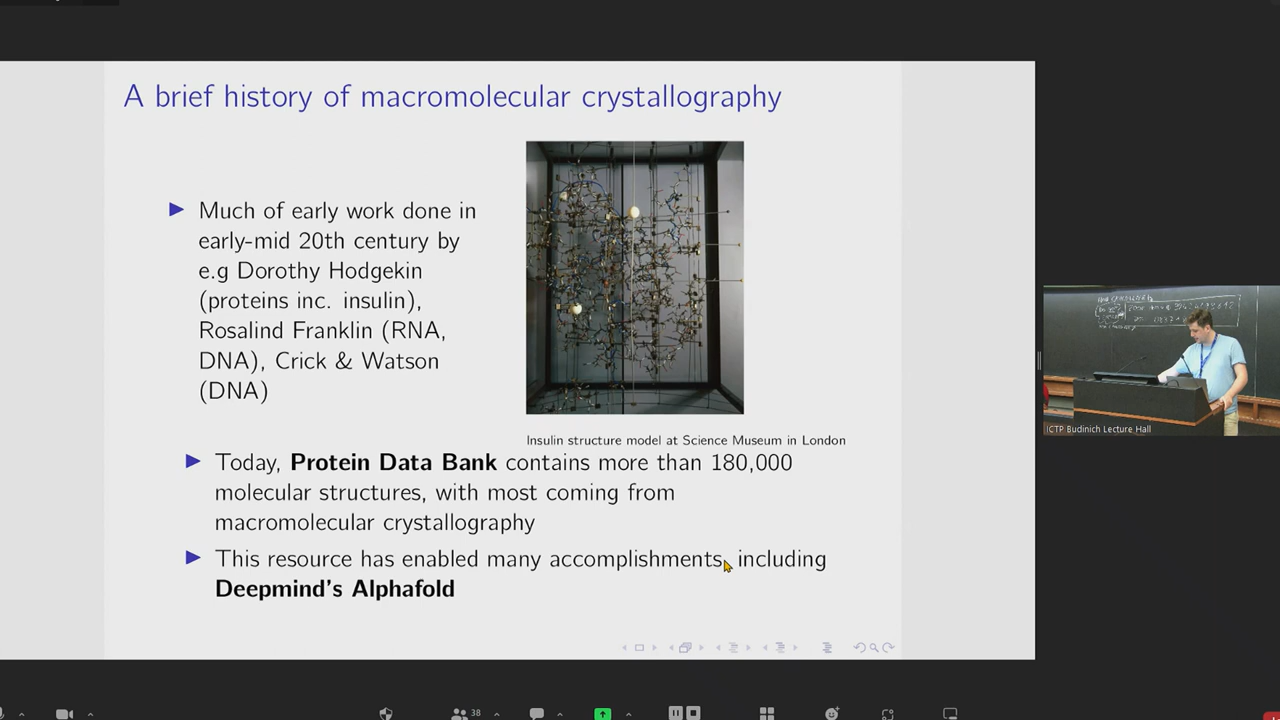 A brief history of macromolecular crystallography
▶ Much of early work done in
early-mid 20th century by
e.g Dorothy Hodgekin
(proteins inc. insulin),
Rosalind Franklin (RNA,
DNA), Crick & Watson
(DNA)
Insulin structure model at Science Museum in London
▶ Today, Protein Data Bank contains more than 180,000
molecular structures, with most coming from
macromolecular crystallography
▶ This resource has enabled many accomplishments, including
Deepmind's Alphafold
ICTP Budinich Lecture Hall
38